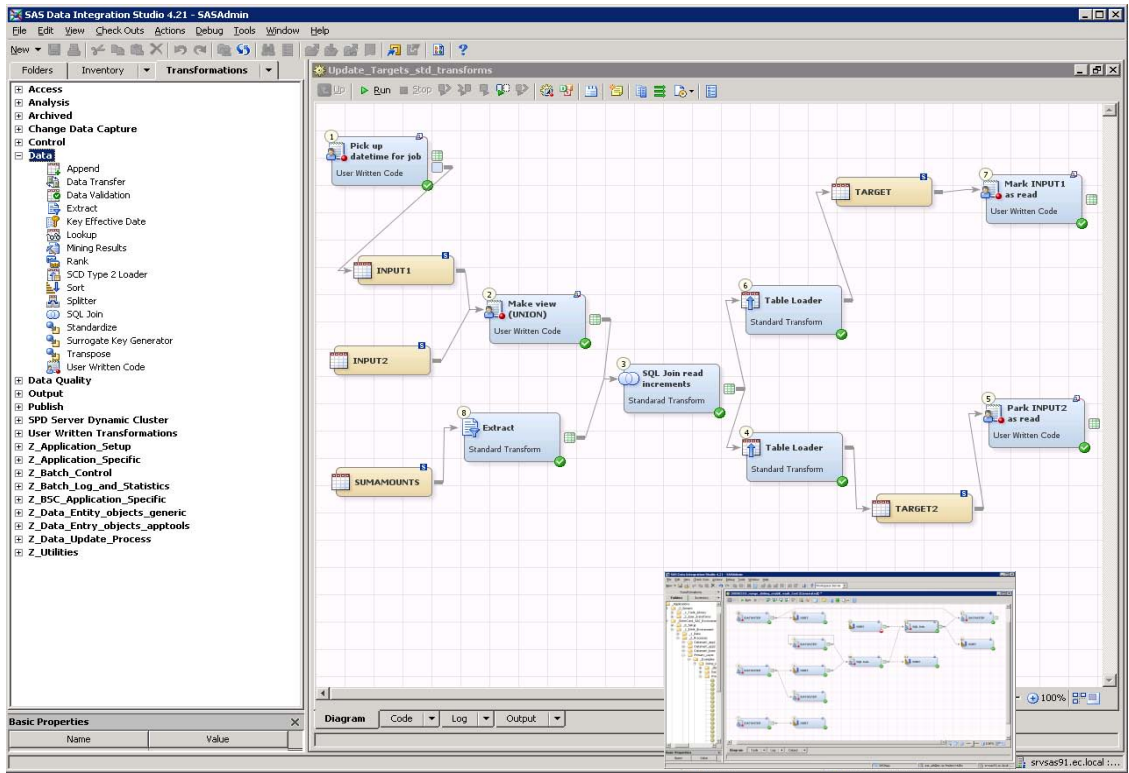 SAS Data Integration Studio 4.21 - SASAdmin
File Edit View Check Outs Actions Debug Tools Window Help
New
Folders Inventory Transformations
Access
Analysis
Archived
Change Data Capture
Control
Data
Append
Data Transfer
Data Validation
Extract
Key Effective Date
Lookup
Mining Results
Rank
SCD Type 2 Loader
Sort
Splitter
SQL Join
Standardize
Surrogate Key Generator
Transpose
User Written Code
Data Quality
Output
Publish
SPD Server Dynamic Cluster
User Written Transformations
Z_Application_Setup
Z_Application_Specific
Z_Batch_Control
Z_Batch_Log_and_Statistics
Z_BSC_Application_Specific
Z_Data_Entity_objects_generic
Z_Data_Entry_objects_apptools
Z_Data_Update_Process
Z_Utilities
Basic Properties
Name Value
Update_Targets_std_transforms
Up Run Stop
1
Pick up
datetime for job
User Written Code
INPUT1
INPUT2
2
Make view
(UNION)
User Written Code
8
Extract
Standard Transform
SUMAMOUNTS
3
SQL Join read
increments
Standarad Transform
6
Table Loader
Standard Transform
4
Table Loader
Standard Transform
TARGET
7
Mark INPUT1
as read
User Written Code
5
Park INPUT2
as read
User Written Code
TARGET2
100%
Diagram Code Log Output
srvsas91.ec.local :...